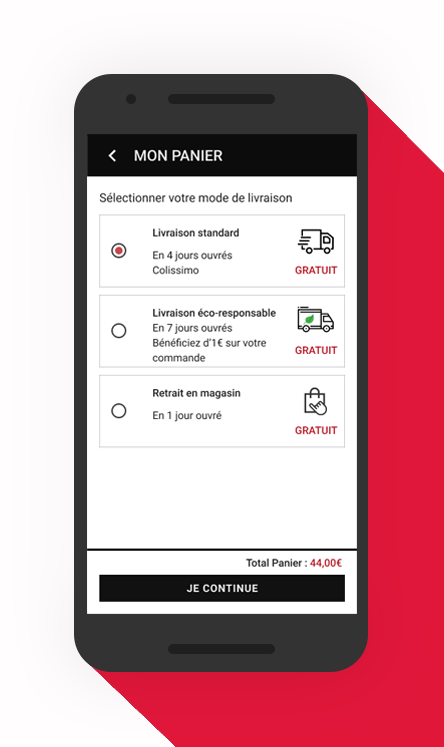 MON PANIER
Sélectionner votre mode de livraison
Livraison standard
En 4 jours ouvrés
Colissimo
GRATUIT
Livraison éco-responsable
En 7 jours ouvrés
Bénéficiez d'1€ sur votre
commande
GRATUIT
Retrait en magasin
En 1 jour ouvré
GRATUIT
Total Panier : 44,00€
JE CONTINUE